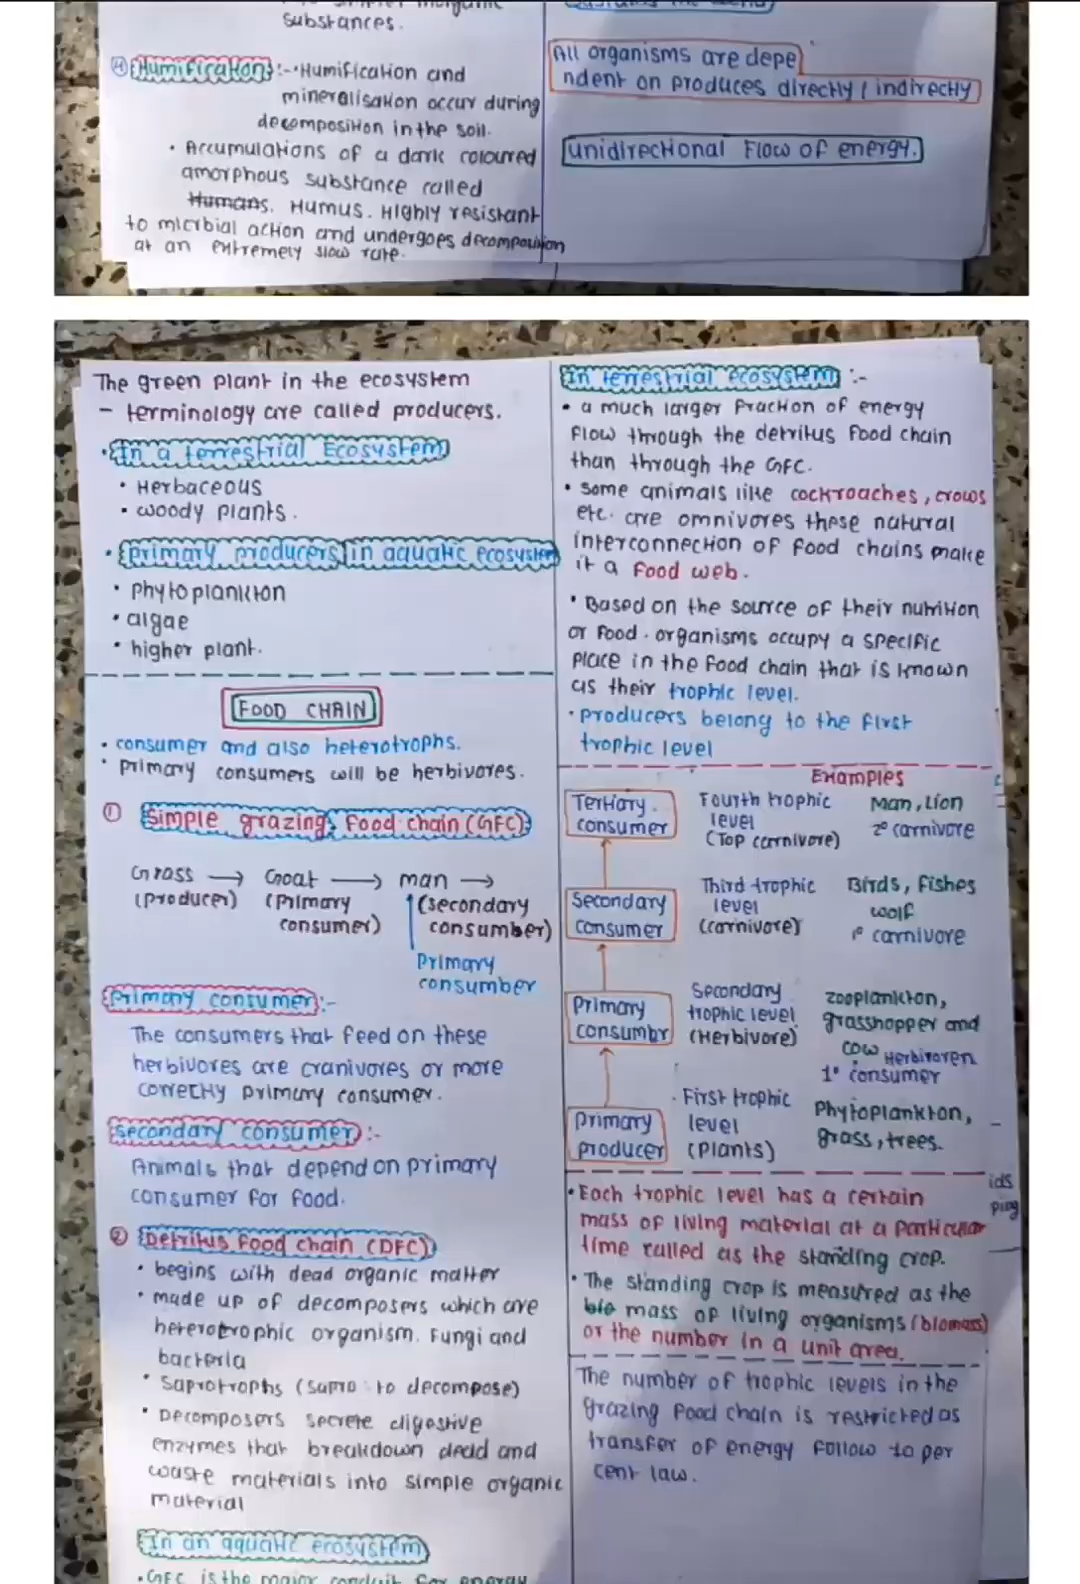 substances.
④ Humification :- • Humification and
mineralisation occur during
decomposition in the soil.
• Accumulations of a dark coloured
amorphous substance called
Humans. Humus. Highly resistant
to micrbial action and undergoes decomposition
at an extremely slow rate.
All organisms are depe
ndent on produces directly / indirectly
unidirectional Flow of energy.
The green plant in the ecosystem
- terminology are called producers.
• In a terrestrial Ecosystem
• Herbaceous
• woody plants.
• primary producers in aquatic ecosystem
• phytoplankton
• algae
• higher plant.
FOOD CHAIN
• consumer and also heterotrophs.
• primary consumers will be herbivores.
① Simple grazing Food chain (GFC)
Grass → Goat → man →
(producer) (primary (secondary
consumer) consumber)
Primary
consumber
primary consumer :-
The consumers that feed on these
herbivores are cranivores or more
correctly primary consumer.
secondary consumer :-
Animals that depend on primary
consumer for food.
② Detritus Food chain (DFC)
• begins with dead organic matter
• made up of decomposers which are
heterotrophic organism. Fungi and
bacteria
• Saprotrophs (sapro : to decompose)
• Decomposers secrete digestive
enzymes that breakdown dead and
waste materials into simple organic
material
In an aquatic ecosystem
• GFC is the major conduit for energy
In terrestrial ecosystem :-
• a much larger fraction of energy
flow through the detritus food chain
than through the GFC.
• some animals like cockroaches, crows
etc. are omnivores these natural
interconnection of food chains make
it a food web.
• Based on the source of their nutrition
or food. organisms occupy a specific
place in the food chain that is known
as their trophic level.
• producers belong to the first
trophic level
Examples
Tertiary Fourth trophic Man, Lion
consumer level 2° carnivore
(Top carnivore)
Secondary Third trophic Birds, fishes
consumer level wolf
(carnivore) 1° carnivore
Primary Secondary zooplankton,
consumbr trophic level grasshopper and
(Herbivore) cow Herbivoren
1° consumer
primary First trophic Phytoplankton,
producer level grass, trees.
(plants)
ids
ping
• Each trophic level has a certain
mass of living material at a particular
time called as the standing crop.
• The standing crop is measured as the
bio mass of living organisms (biomass)
or the number in a unit area.
The number of trophic levels in the
grazing food chain is restricted as
transfer of energy follow to per
cent law.